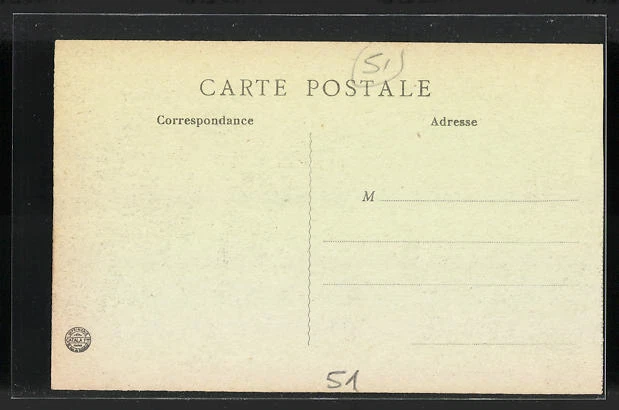 (51)
CARTE POSTALE
Correspondance
Adresse
M
51